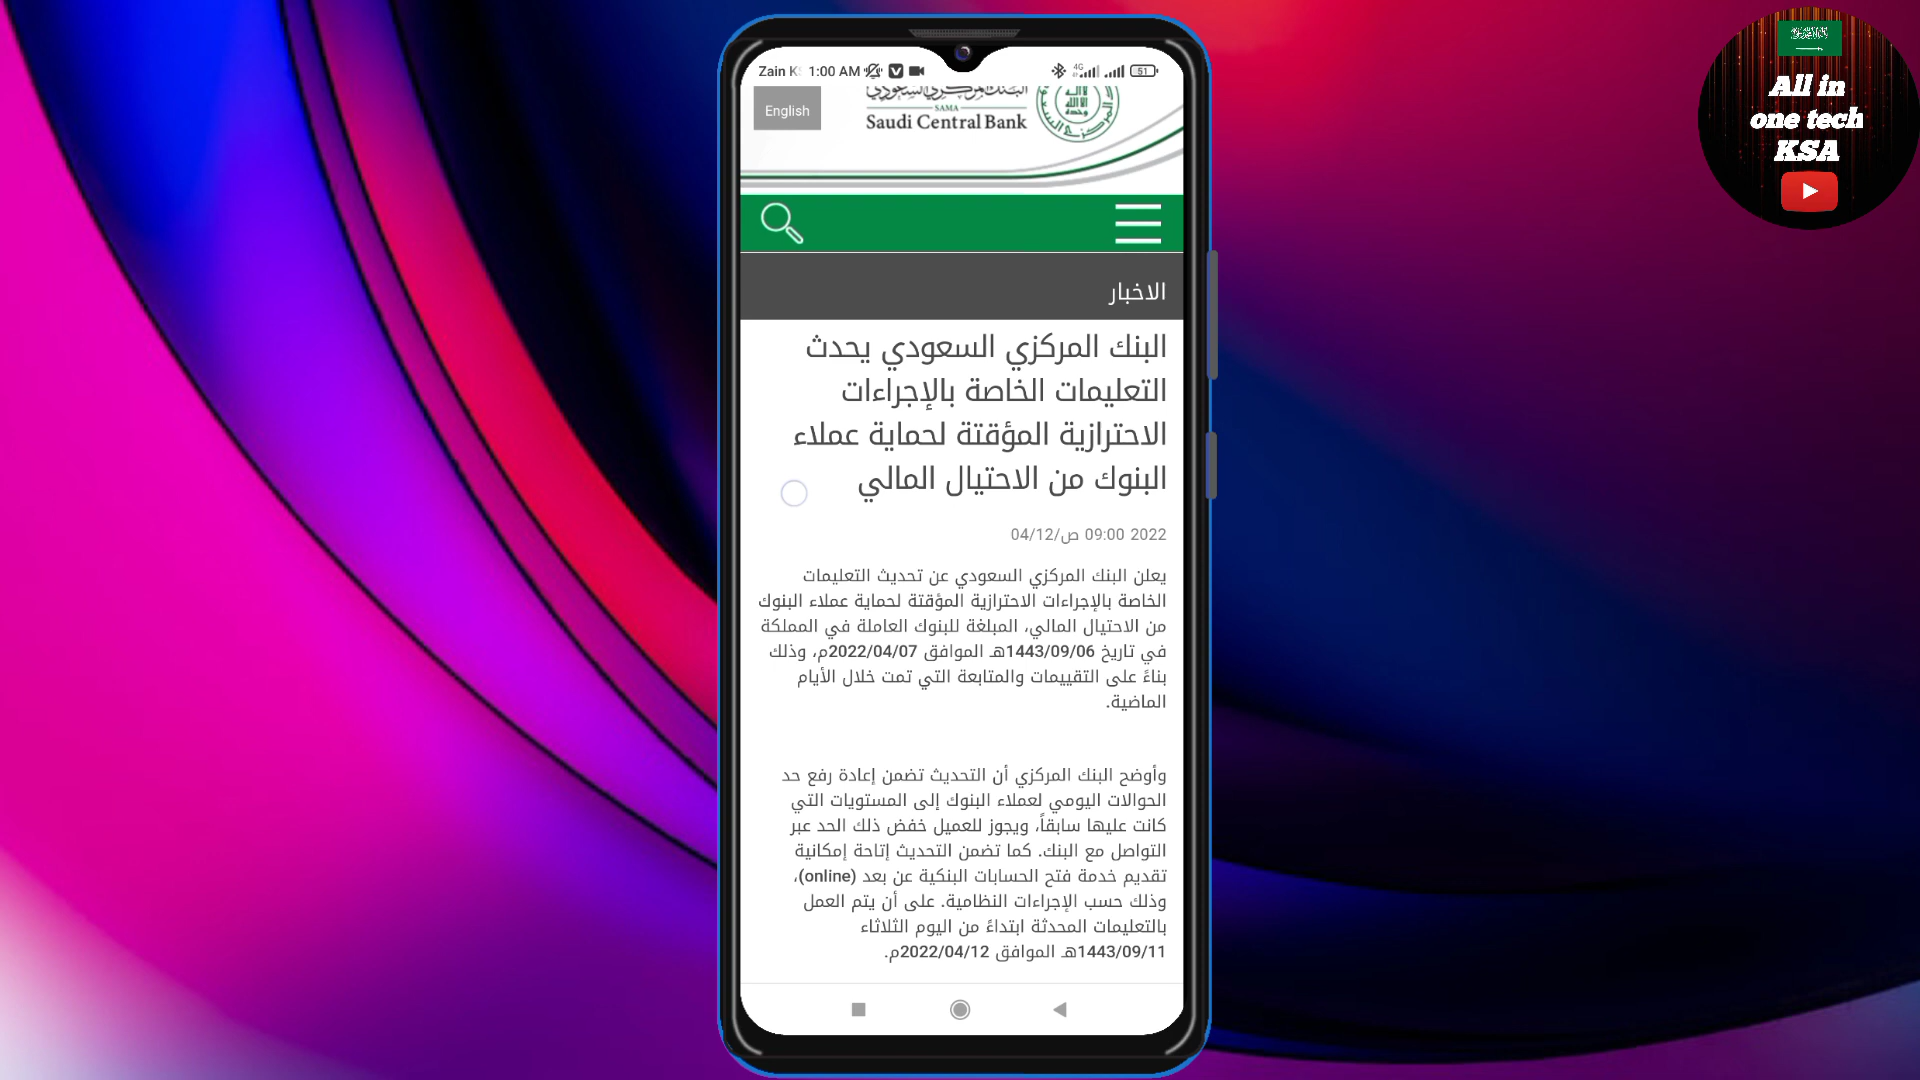 Zain K
1:00 AM
4G
51
English
البنك المركزي السعودي
SAMA
Saudi Central Bank
الاخبار
البنك المركزي السعودي يحدث
التعليمات الخاصة بالإجراءات
الاحترازية المؤقتة لحماية عملاء
البنوك من الاحتيال المالي
04/12/ص 09:00 2022
يعلن البنك المركزي السعودي عن تحديث التعليمات
الخاصة بالإجراءات الاحترازية المؤقتة لحماية عملاء البنوك
من الاحتيال المالي، المبلغة للبنوك العاملة في المملكة
في تاريخ 1443/09/06هـ الموافق 2022/04/07م، وذلك
بناءً على التقييمات والمتابعة التي تمت خلال الأيام
الماضية.
وأوضح البنك المركزي أن التحديث تضمن إعادة رفع حد
الحوالات اليومي لعملاء البنوك إلى المستويات التي
كانت عليها سابقاً، ويجوز للعميل خفض ذلك الحد عبر
التواصل مع البنك. كما تضمن التحديث إتاحة إمكانية
تقديم خدمة فتح الحسابات البنكية عن بعد (online)،
وذلك حسب الإجراءات النظامية. على أن يتم العمل
بالتعليمات المحدثة ابتداءً من اليوم الثلاثاء
1443/09/11هـ الموافق 2022/04/12م.
All in
one tech
KSA